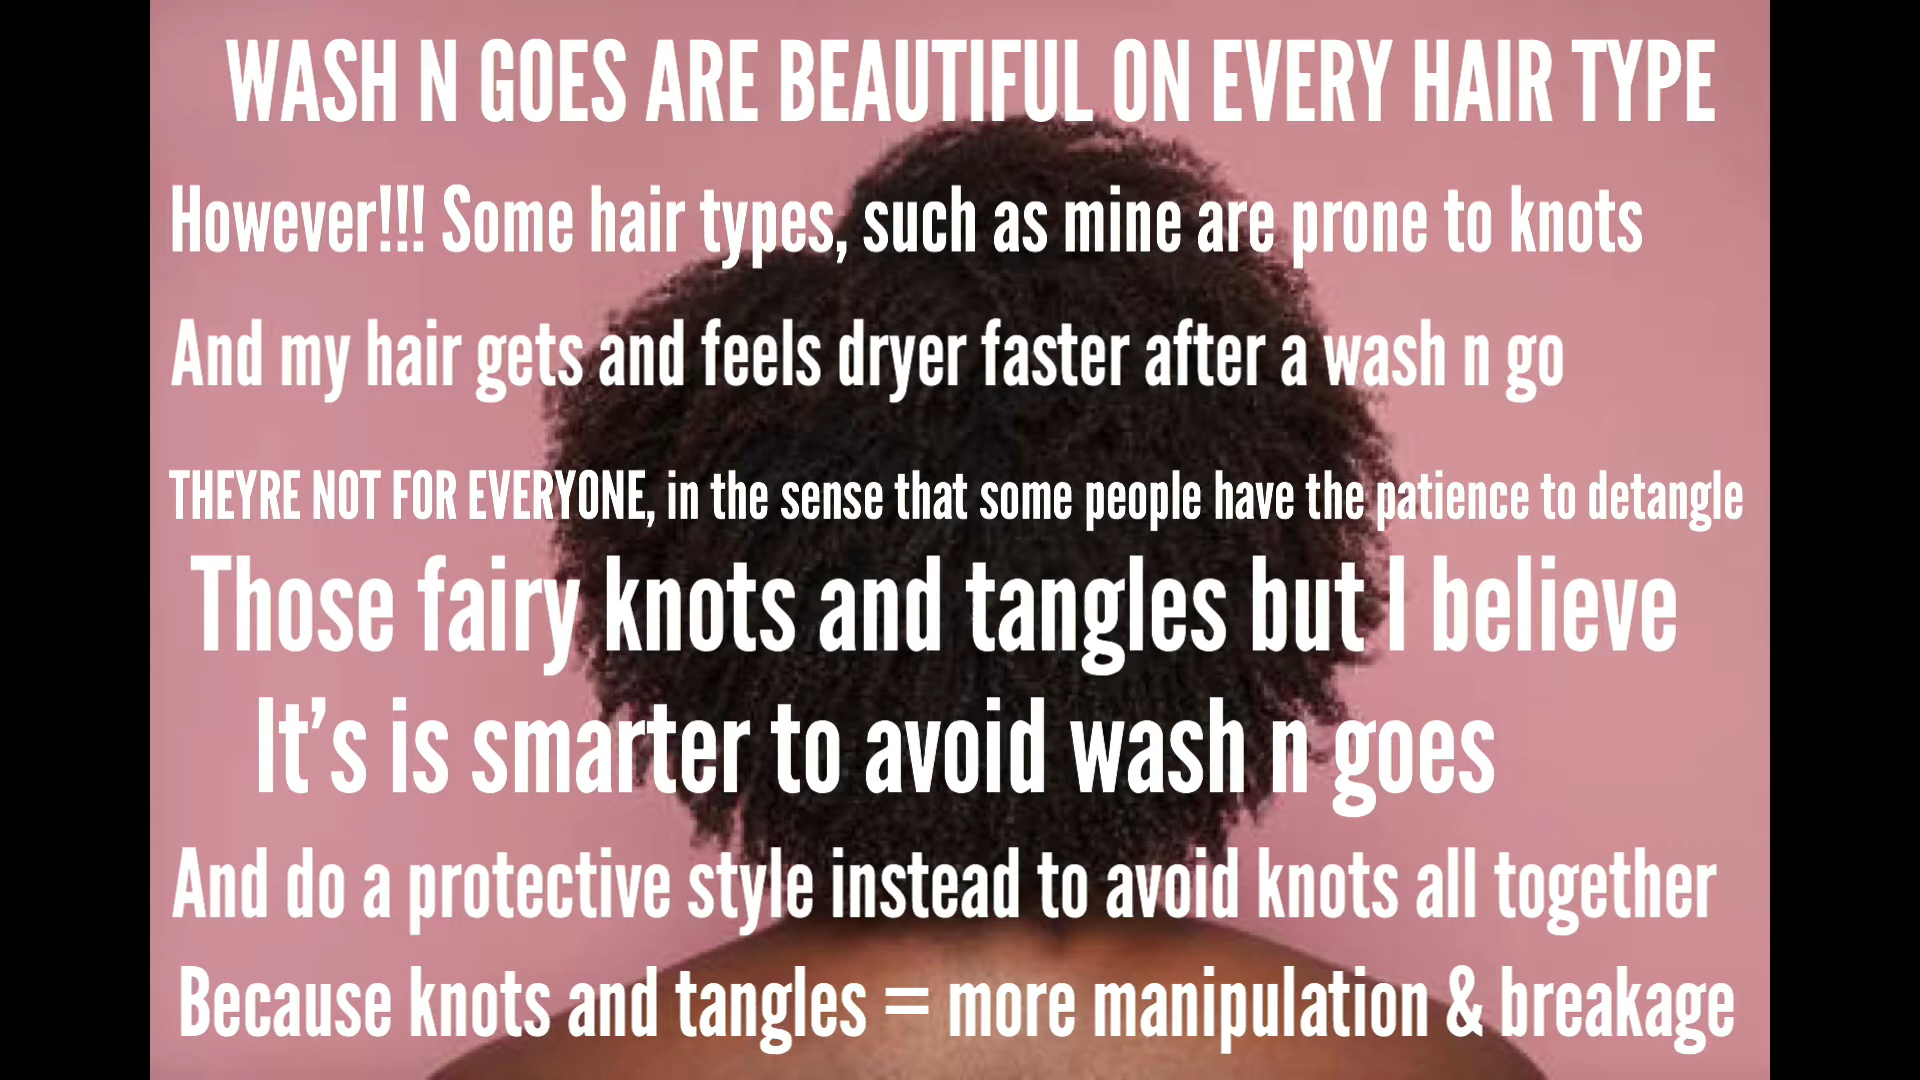 WASH N GOES ARE BEAUTIFUL ON EVERY HAIR TYPE
However!!! Some hair types, such as mine are prone to knots
And my hair gets and feels dryer faster after a wash n go
THEYRE NOT FOR EVERYONE, in the sense that some people have the patience to detangle
Those fairy knots and tangles but I believe
It’s is smarter to avoid wash n goes
And do a protective style instead to avoid knots all together
Because knots and tangles = more manipulation & breakage